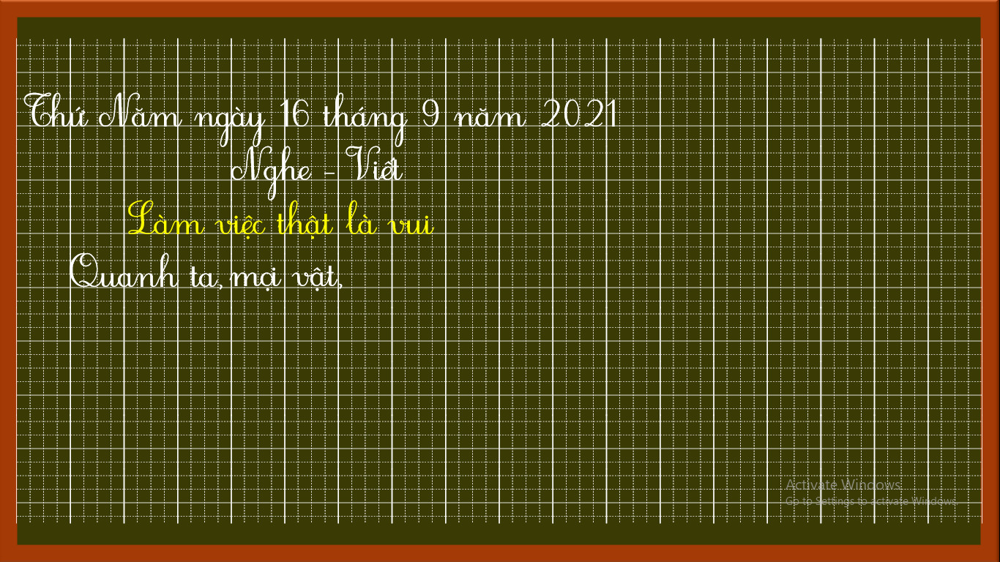 Thứ Năm ngày 16 tháng 9 năm 2021
Nghe - Viết
Làm việc thật là vui
Quanh ta, mọi vật,
Activate Windows
Go to Settings to activate Windows.